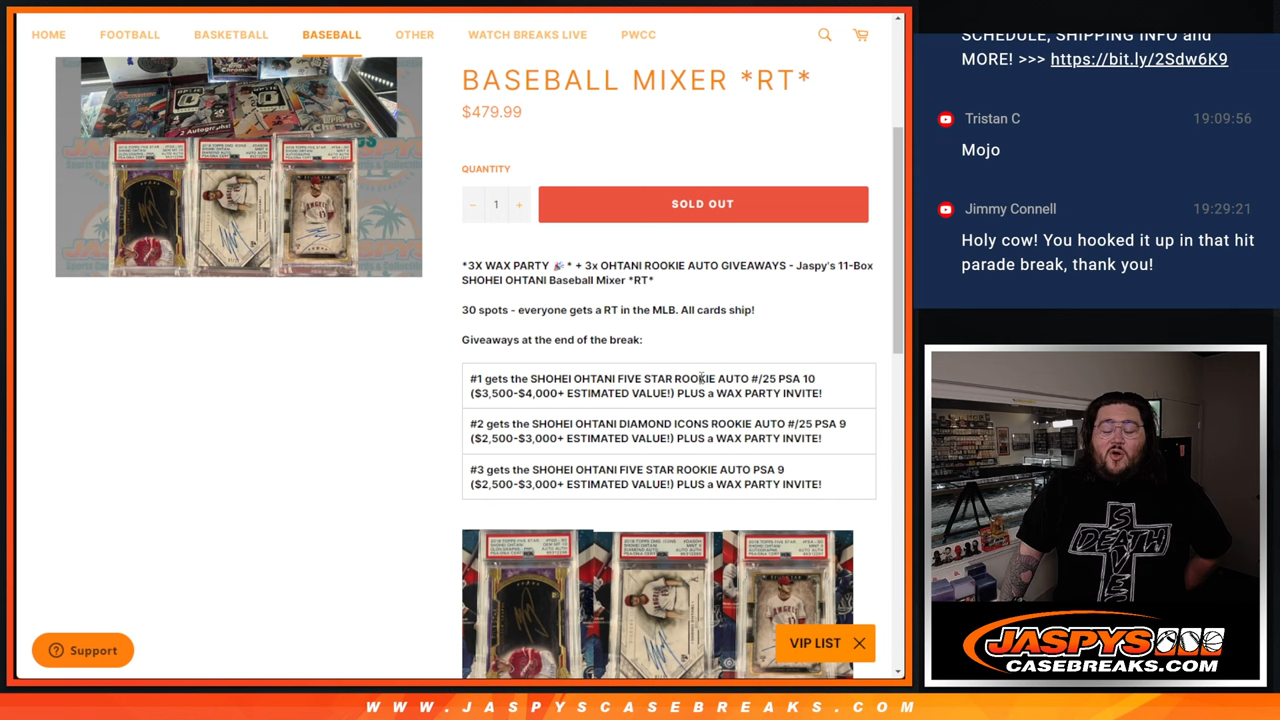 HOME FOOTBALL BASKETBALL BASEBALL OTHER WATCH BREAKS LIVE PWCC
BASEBALL MIXER *RT*
$479.99
QUANTITY
− 1 + SOLD OUT
*3X WAX PARTY 🎉 * + 3x OHTANI ROOKIE AUTO GIVEAWAYS - Jaspy's 11-Box
SHOHEI OHTANI Baseball Mixer *RT*
30 spots - everyone gets a RT in the MLB. All cards ship!
Giveaways at the end of the break:
#1 gets the SHOHEI OHTANI FIVE STAR ROOKIE AUTO #/25 PSA 10
($3,500-$4,000+ ESTIMATED VALUE!) PLUS a WAX PARTY INVITE!
#2 gets the SHOHEI OHTANI DIAMOND ICONS ROOKIE AUTO #/25 PSA 9
($2,500-$3,000+ ESTIMATED VALUE!) PLUS a WAX PARTY INVITE!
#3 gets the SHOHEI OHTANI FIVE STAR ROOKIE AUTO PSA 9
($2,500-$3,000+ ESTIMATED VALUE!) PLUS a WAX PARTY INVITE!
VIP LIST
Support
SCHEDULE, SHIPPING INFO and
MORE! >>> https://bit.ly/2Sdw6K9
Tristan C 19:09:56
Mojo
Jimmy Connell 19:29:21
Holy cow! You hooked it up in that hit
parade break, thank you!
DEATH
JASPYS
CASEBREAKS.COM
WWW.JASPYSCASEBREAKS.COM